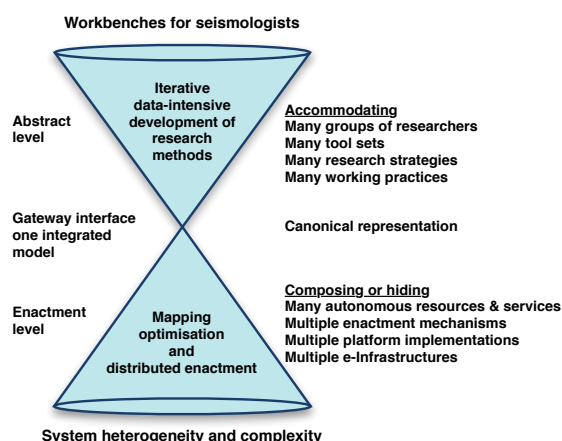 Workbenches for seismologists
Iterative
data-intensive
development of
research
methods
Abstract
level
Accommodating
Many groups of researchers
Many tool sets
Many research strategies
Many working practices
Gateway interface
one integrated
model
Canonical representation
Enactment
level
Mapping
optimisation
and
distributed enactment
Composing or hiding
Many autonomous resources & services
Multiple enactment mechanisms
Multiple platform implementations
Multiple e-Infrastructures
System heterogeneity and complexity